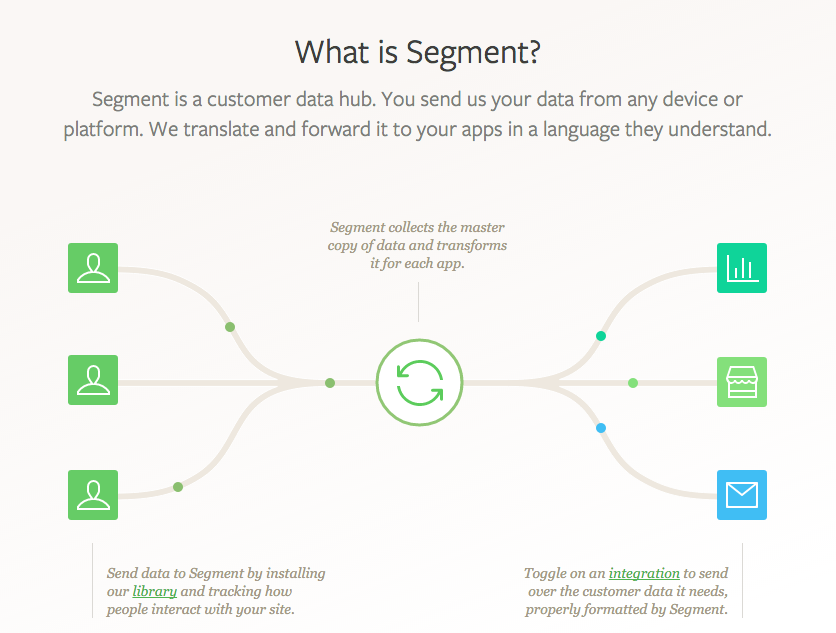 What is Segment?
Segment is a customer data hub. You send us your data from any device or
platform. We translate and forward it to your apps in a language they understand.
Segment collects the master
copy of data and transforms
it for each app.
Send data to Segment by installing
our library and tracking how
people interact with your site.
Toggle on an integration to send
over the customer data it needs,
properly formatted by Segment.